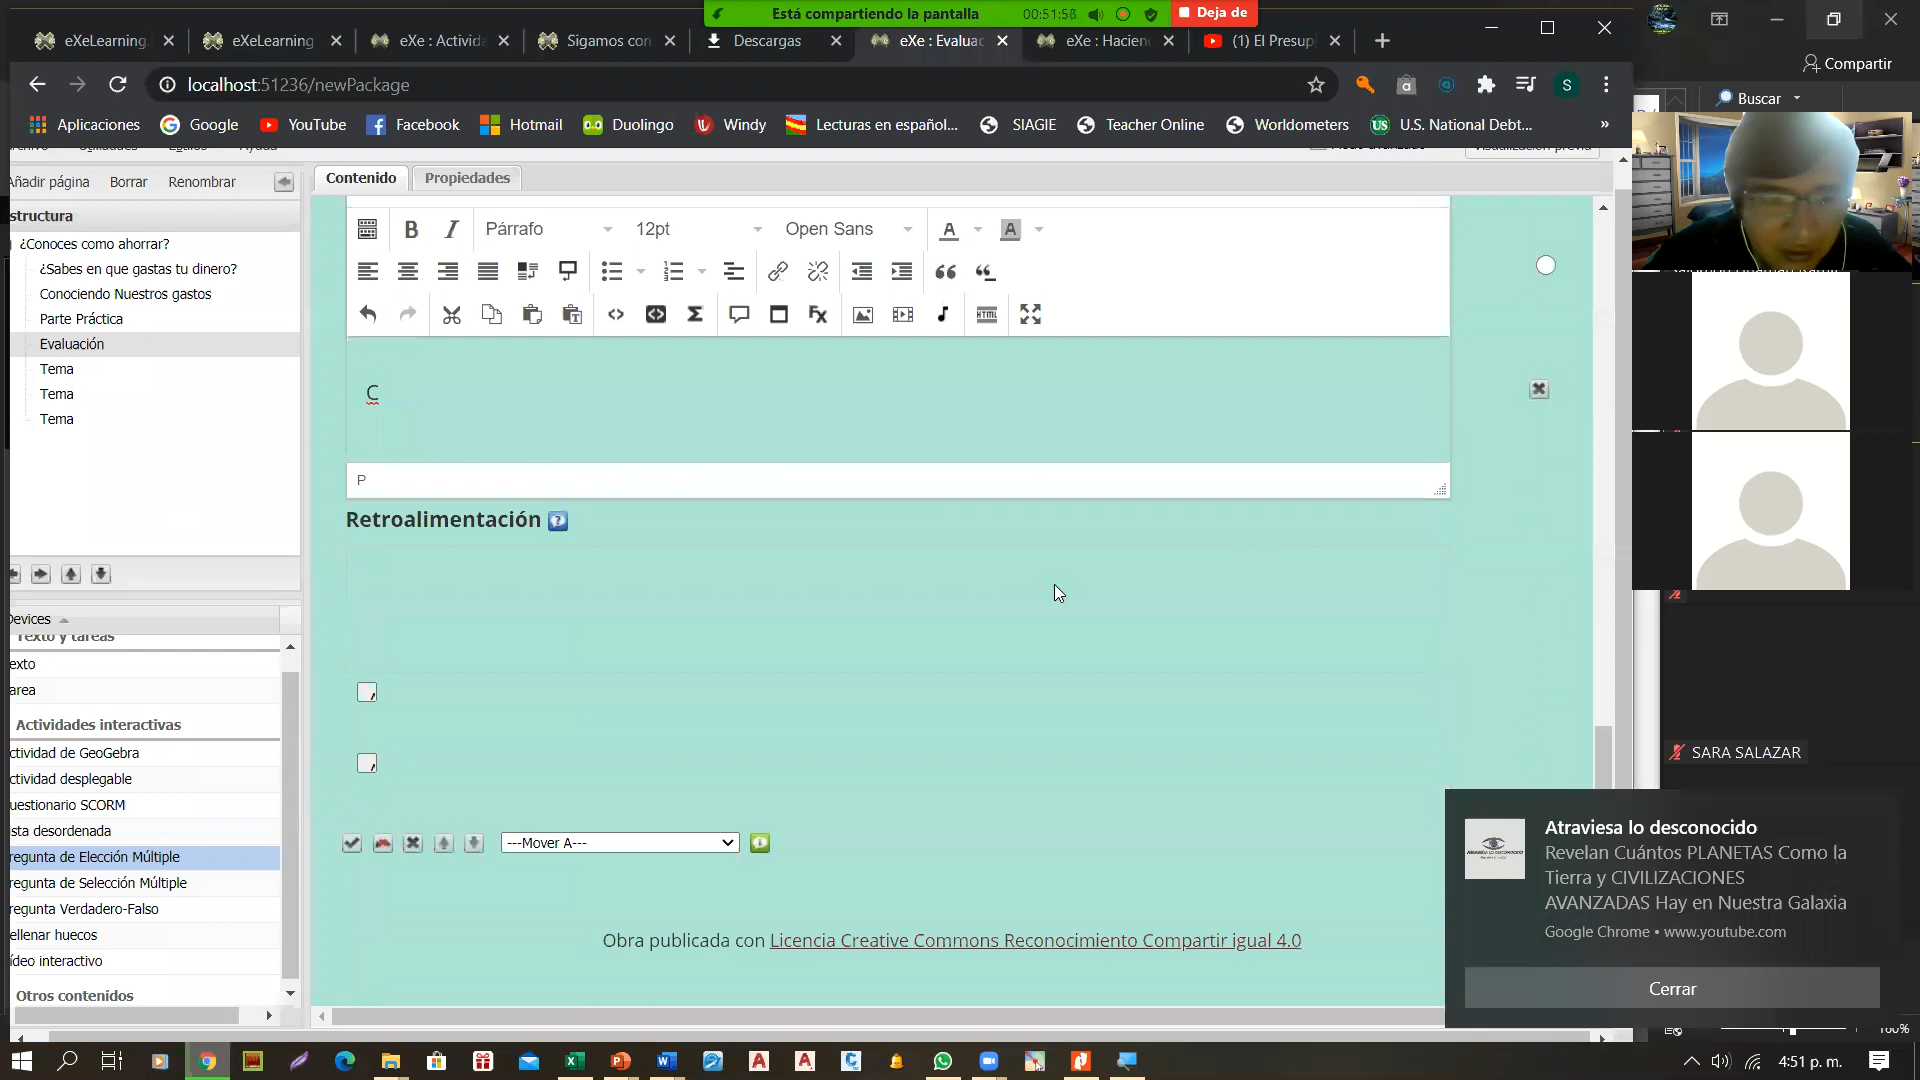 Está compartiendo la pantalla
00:51:58
Deja de
eXeLearning
eXeLearning
eXe : Activida
Sigamos con
Descargas
eXe : Evaluac
eXe : Hacien
(1) El Presup
Compartir
localhost:51236/newPackage
S
Buscar
Aplicaciones
Google
YouTube
Facebook
Hotmail
Duolingo
Windy
Lecturas en español...
SIAGIE
Teacher Online
Worldometers
U.S. National Debt...
»
Añadir página
Borrar
Renombrar
Contenido
Propiedades
structura
¿Conoces como ahorrar?
¿Sabes en que gastas tu dinero?
Conociendo Nuestros gastos
Parte Práctica
Evaluación
Tema
Tema
Tema
Párrafo
12pt
Open Sans
C
P
Retroalimentación
Devices
Texto y tareas
exto
area
Actividades interactivas
ctividad de GeoGebra
ctividad desplegable
uestionario SCORM
sta desordenada
regunta de Elección Múltiple
regunta de Selección Múltiple
regunta Verdadero-Falso
ellenar huecos
ídeo interactivo
Otros contenidos
---Mover A---
Obra publicada con Licencia Creative Commons Reconocimiento Compartir igual 4.0
SARA SALAZAR
Atraviesa lo desconocido
Revelan Cuántos PLANETAS Como la
Tierra y CIVILIZACIONES
AVANZADAS Hay en Nuestra Galaxia
Google Chrome • www.youtube.com
Cerrar
4:51 p. m.